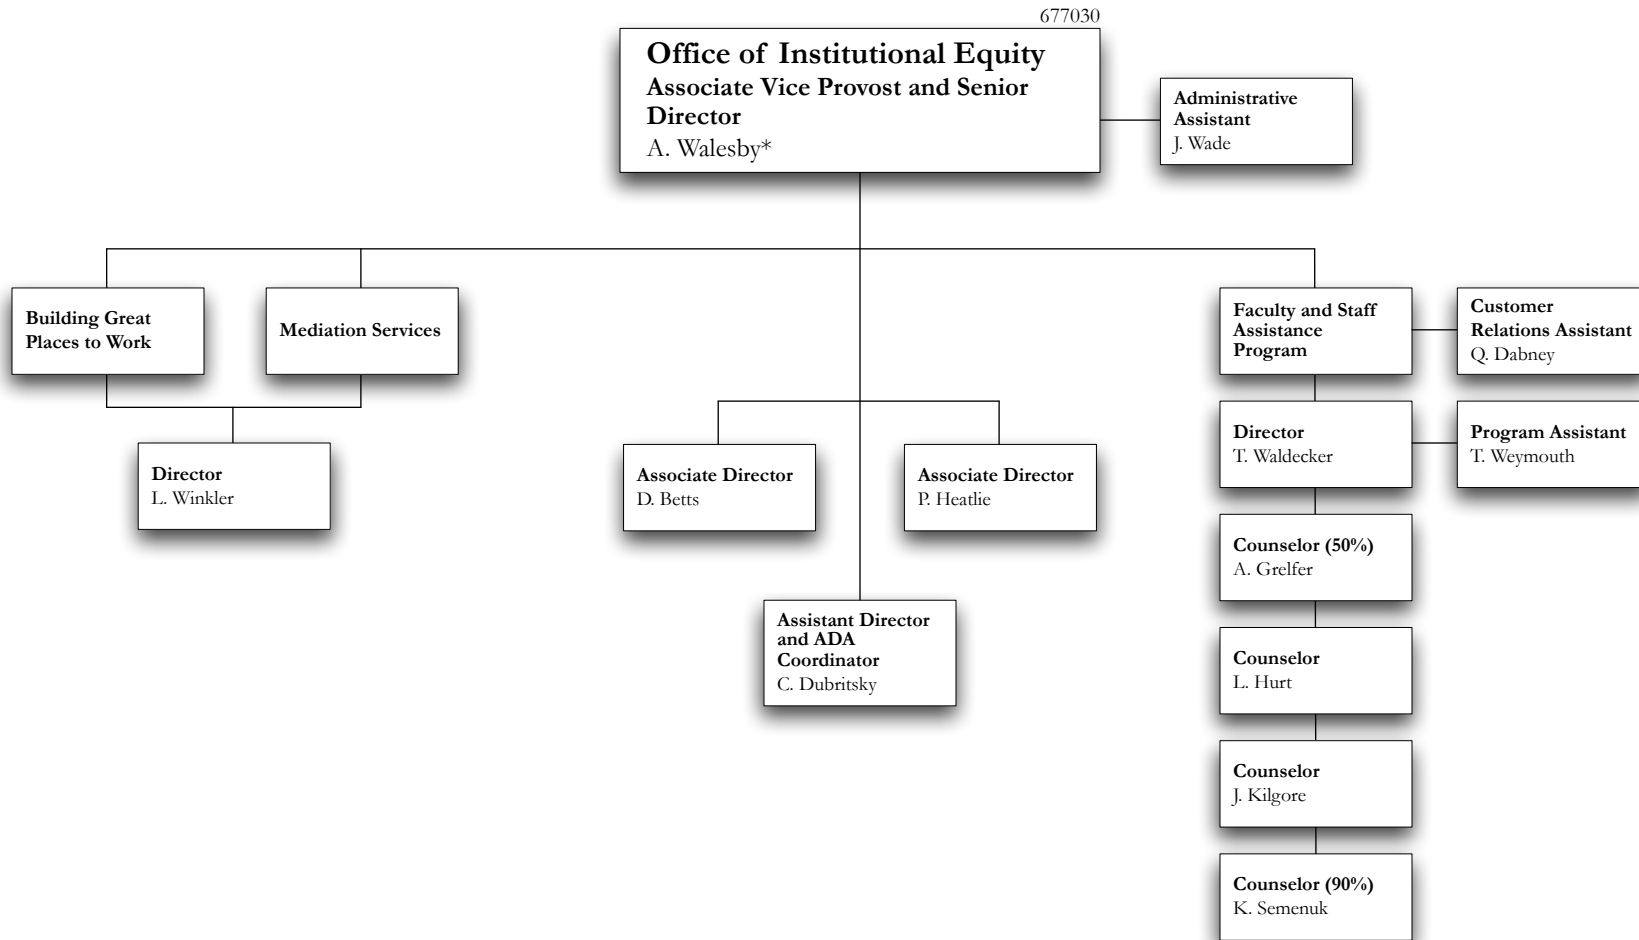 677030
Office of Institutional Equity
Associate Vice Provost and Senior
Director
A. Walesby*
Administrative
Assistant
J. Wade
Building Great
Places to Work
Mediation Services
Director
L. Winkler
Associate Director
D. Betts
Associate Director
P. Heatlie
Assistant Director
and ADA
Coordinator
C. Dubritsky
Faculty and Staff
Assistance
Program
Customer
Relations Assistant
Q. Dabney
Director
T. Waldecker
Program Assistant
T. Weymouth
Counselor (50%)
A. Grelfer
Counselor
L. Hurt
Counselor
J. Kilgore
Counselor (90%)
K. Semenuk